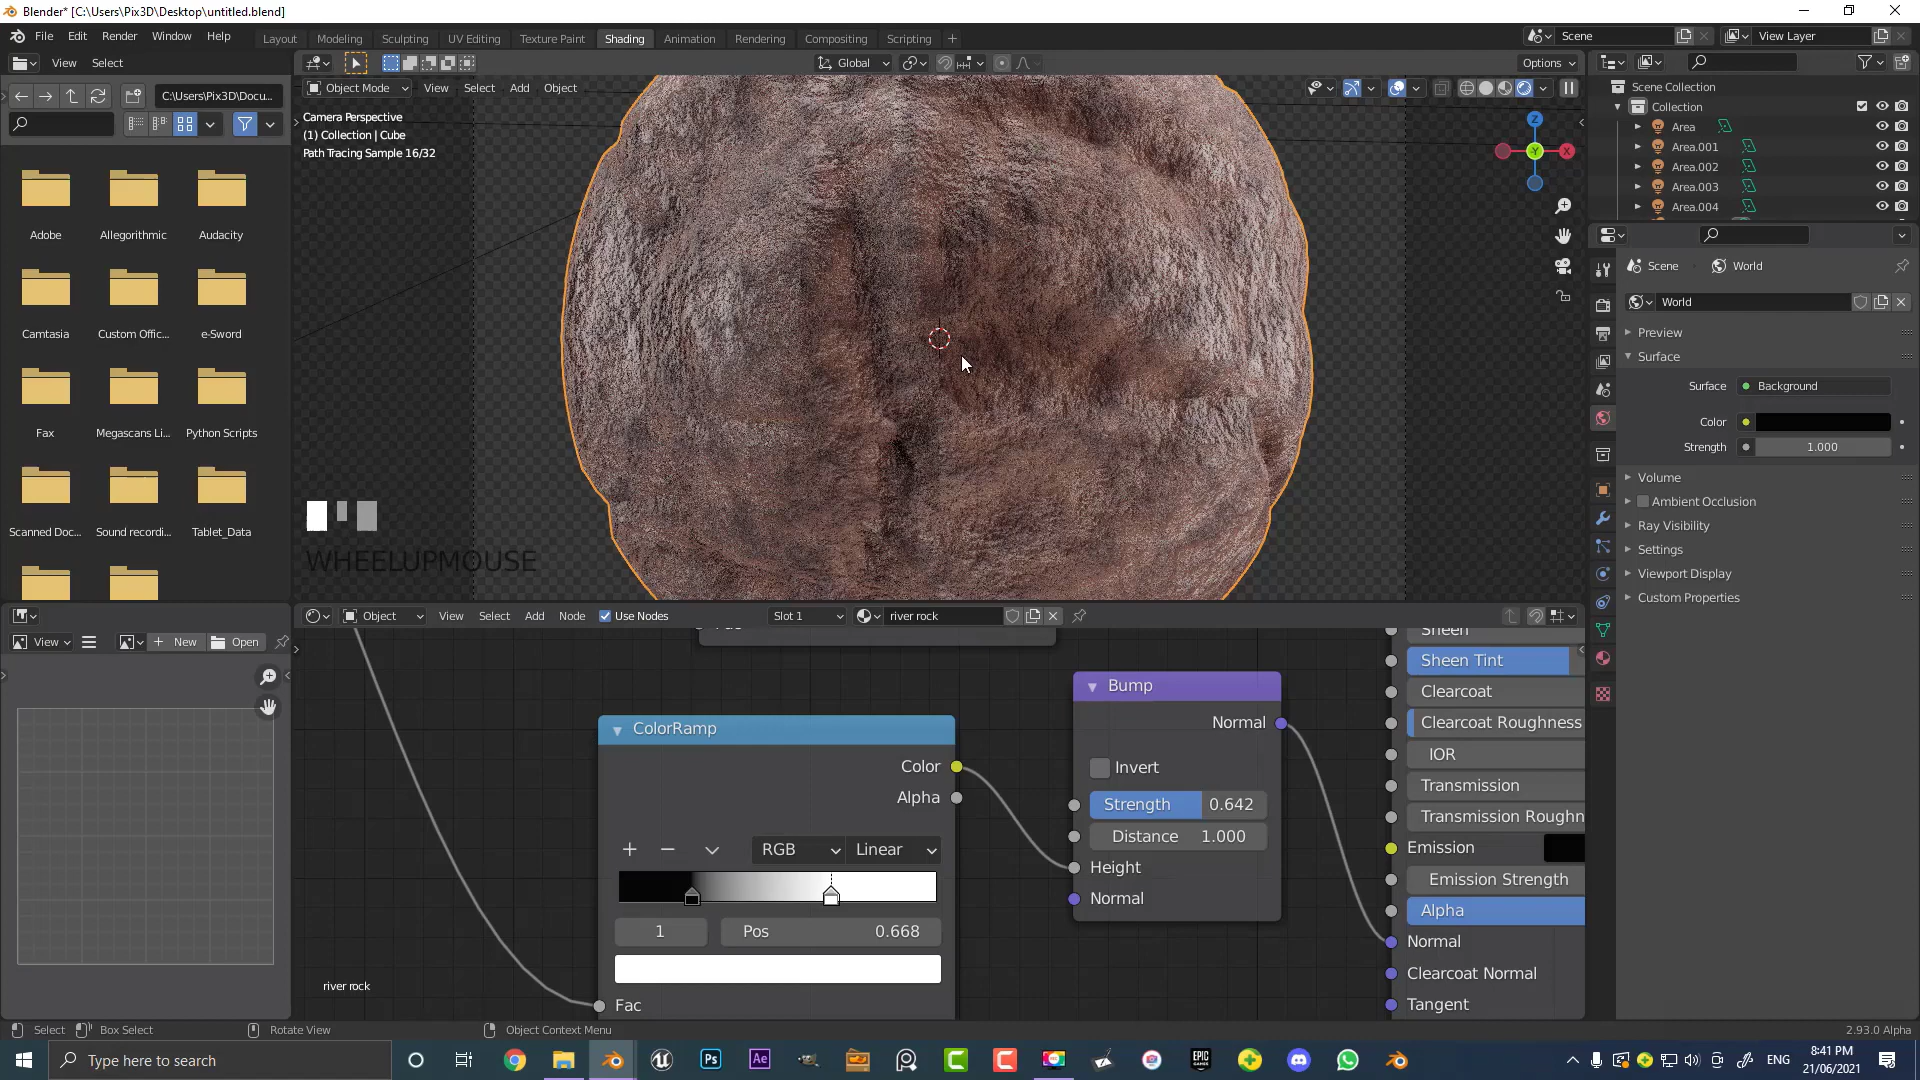 Blender* [C:\Users\Pix3D\Desktop\untitled.blend]
File Edit Render Window Help
Layout Modeling Sculpting UV Editing Texture Paint Shading Animation Rendering Compositing Scripting
Scene View Layer
View Select
Global Options
C:\Users\Pix3D\Docu...
Object Mode View Select Add Object
Camera Perspective
(1) Collection | Cube
Path Tracing Sample 16/32
Z
X
Y
Scene Collection
Collection
Area
Area.001
Area.002
Area.003
Area.004
Adobe Allegorithmic Audacity
Camtasia Custom Offic... e-Sword
Fax Megascans Li... Python Scripts
Scanned Doc... Sound recordi... Tablet_Data
WHEELUPMOUSE
Scene World
World
Preview
Surface
Surface Background
Color
Strength 1.000
Volume
Ambient Occlusion
Ray Visibility
Settings
Viewport Display
Custom Properties
View New Open
Object View Select Add Node Use Nodes Slot 1 river rock
ColorRamp
Color
Alpha
RGB Linear
1 Pos 0.668
Fac
Bump
Normal
Invert
Strength 0.642
Distance 1.000
Height
Normal
Sheen
Sheen Tint
Clearcoat
Clearcoat Roughness
IOR
Transmission
Transmission Roughn
Emission
Emission Strength
Alpha
Normal
Clearcoat Normal
Tangent
river rock
Select Box Select Rotate View Object Context Menu 2.93.0 Alpha
Type here to search
Ps
Ae
EPIC GAMES
ENG
8:41 PM
21/06/2021